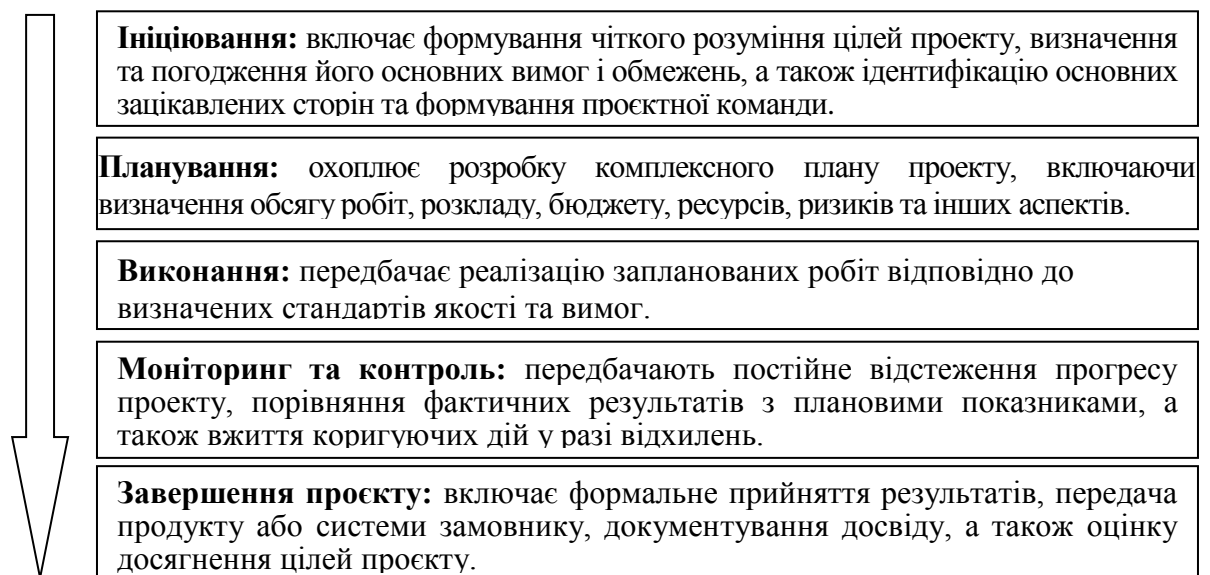 Ініціювання: включає формування чіткого розуміння цілей проекту, визначення
та погодження його основних вимог і обмежень, а також ідентифікацію основних
зацікавлених сторін та формування проєктної команди.
Планування: охоплює розробку комплексного плану проекту, включаючи
визначення обсягу робіт, розкладу, бюджету, ресурсів, ризиків та інших аспектів.
Виконання: передбачає реалізацію запланованих робіт відповідно до
визначених стандартів якості та вимог.
Моніторинг та контроль: передбачають постійне відстеження прогресу
проекту, порівняння фактичних результатів з плановими показниками, а
також вжиття коригуючих дій у разі відхилень.
Завершення проєкту: включає формальне прийняття результатів, передача
продукту або системи замовнику, документування досвіду, а також оцінку
досягнення цілей проєкту.